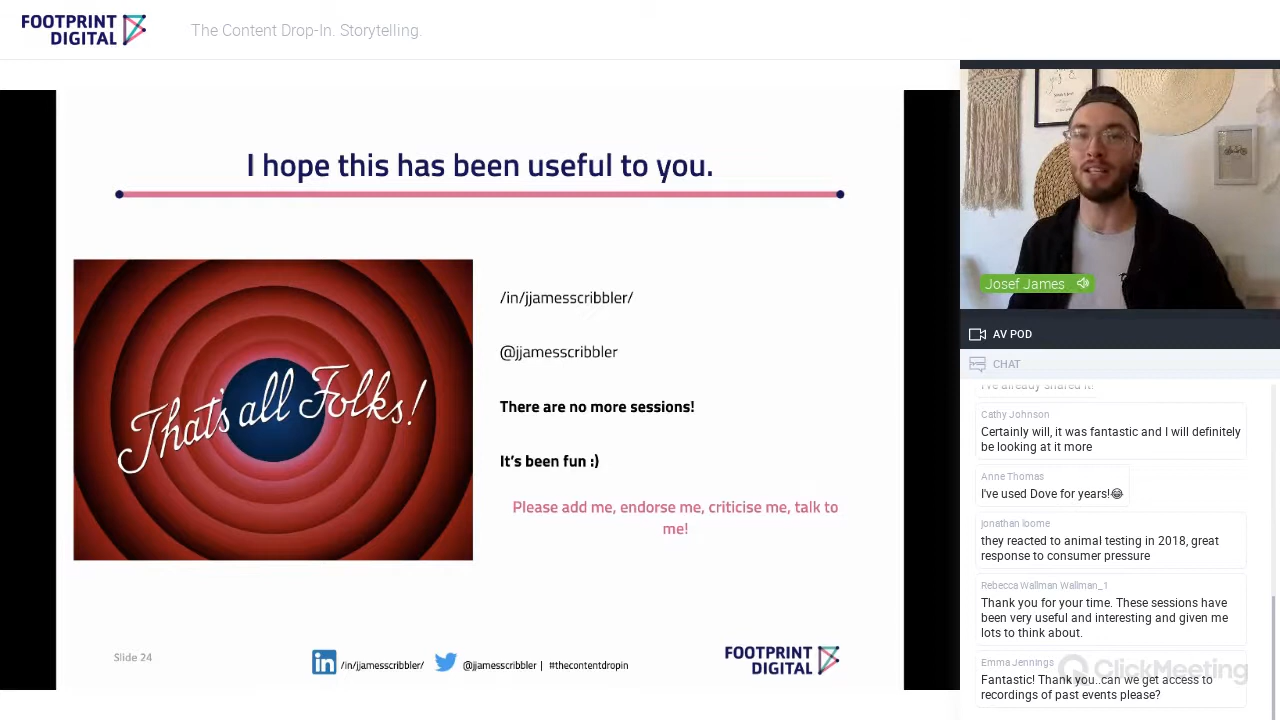 FOOTPRINT
DIGITAL
The Content Drop-In. Storytelling.
I hope this has been useful to you.
That's all Folks!
/in/jjamesscribbler/
@jjamesscribbler
There are no more sessions!
It's been fun :)
Please add me, endorse me, criticise me, talk to
me!
Slide 24
/in/jjamesscribbler/
@jjamesscribbler | #thecontentdropin
FOOTPRINT
DIGITAL
Josef James
AV POD
CHAT
I've already shared it!
Cathy Johnson
Certainly will, it was fantastic and I will definitely
be looking at it more
Anne Thomas
I've used Dove for years!😂
jonathan loome
they reacted to animal testing in 2018, great
response to consumer pressure
Rebecca Wallman Wallman_1
Thank you for your time. These sessions have
been very useful and interesting and given me
lots to think about.
Emma Jennings
Fantastic! Thank you..can we get access to
recordings of past events please?
ClickMeeting